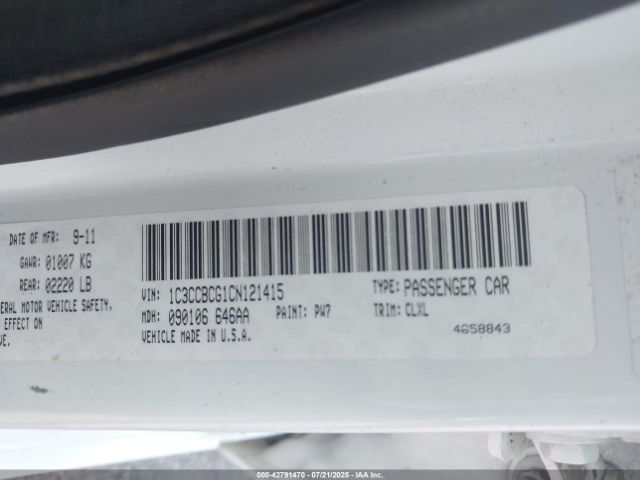 DATE OF MFR: 9-11
GAWR: 01007 KG
REAR: 02220 LB
ERAL MOTOR VEHICLE SAFETY,
EFFECT ON
VE.
VIN: 1C3CCBCG1CN121415
TYPE: PASSENGER CAR
MDH: 090106 646AA
PAINT: PW7
TRIM: CLXL
VEHICLE MADE IN U.S.A.
4658843
000-42791470 • 07/21/2025 • IAA Inc.